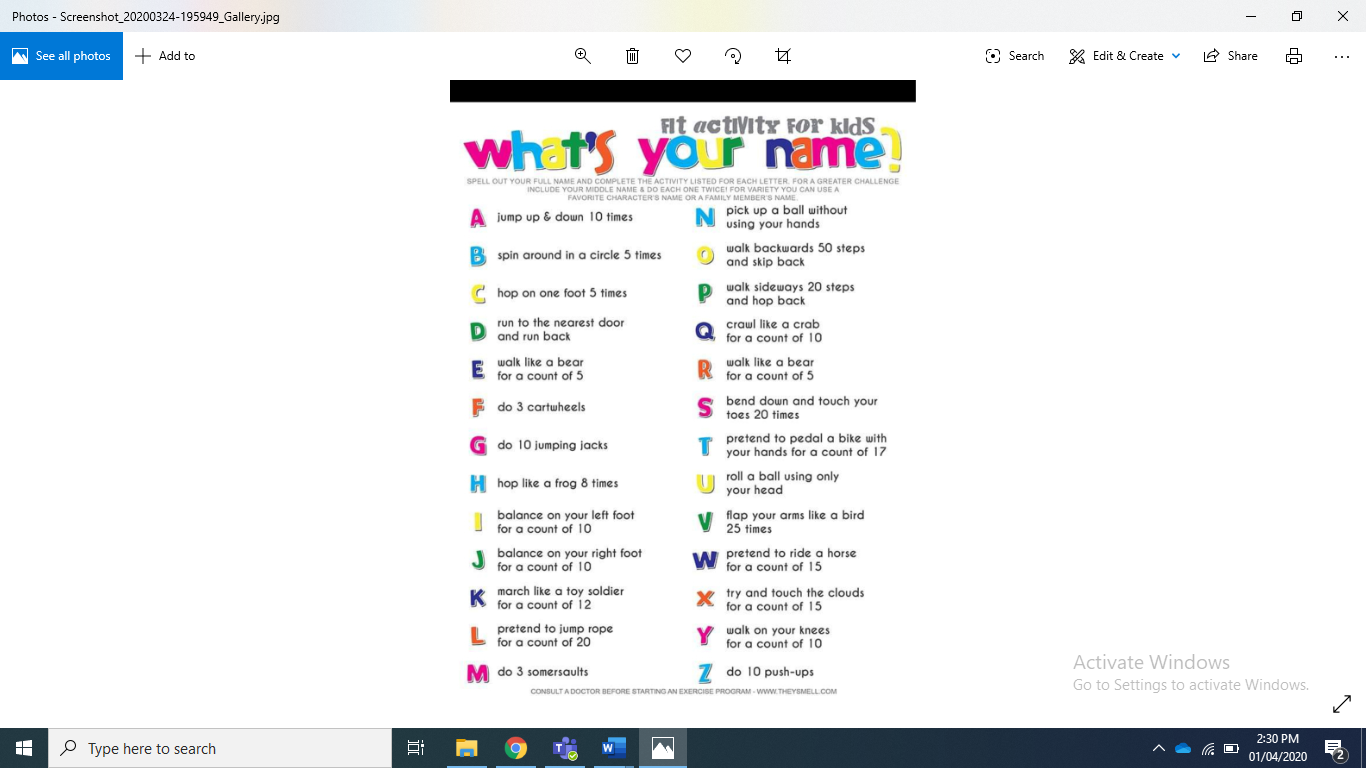 Photos - Screenshot_20200324-195949_Gallery.jpg
See all photos
Add to
Search
Edit & Create
Share
Fit activity for kids
what's your name?
SPELL OUT YOUR FULL NAME AND COMPLETE THE ACTIVITY LISTED FOR EACH LETTER. FOR A GREATER CHALLENGE
INCLUDE YOUR MIDDLE NAME & DO EACH ONE TWICE! FOR VARIETY YOU CAN USE A
FAVORITE CHARACTER'S NAME OR A FAMILY MEMBER'S NAME.
A jump up & down 10 times
B spin around in a circle 5 times
C hop on one foot 5 times
D run to the nearest door
and run back
E walk like a bear
for a count of 5
F do 3 cartwheels
G do 10 jumping jacks
H hop like a frog 8 times
I balance on your left foot
for a count of 10
J balance on your right foot
for a count of 10
K march like a toy soldier
for a count of 12
L pretend to jump rope
for a count of 20
M do 3 somersaults
N pick up a ball without
using your hands
O walk backwards 50 steps
and skip back
P walk sideways 20 steps
and hop back
Q crawl like a crab
for a count of 10
R walk like a bear
for a count of 5
S bend down and touch your
toes 20 times
T pretend to pedal a bike with
your hands for a count of 17
U roll a ball using only
your head
V flap your arms like a bird
25 times
W pretend to ride a horse
for a count of 15
X try and touch the clouds
for a count of 15
Y walk on your knees
for a count of 10
Z do 10 push-ups
CONSULT A DOCTOR BEFORE STARTING AN EXERCISE PROGRAM - WWW.THEYSMELL.COM
Activate Windows
Go to Settings to activate Windows.
Type here to search
2:30 PM
01/04/2020
2